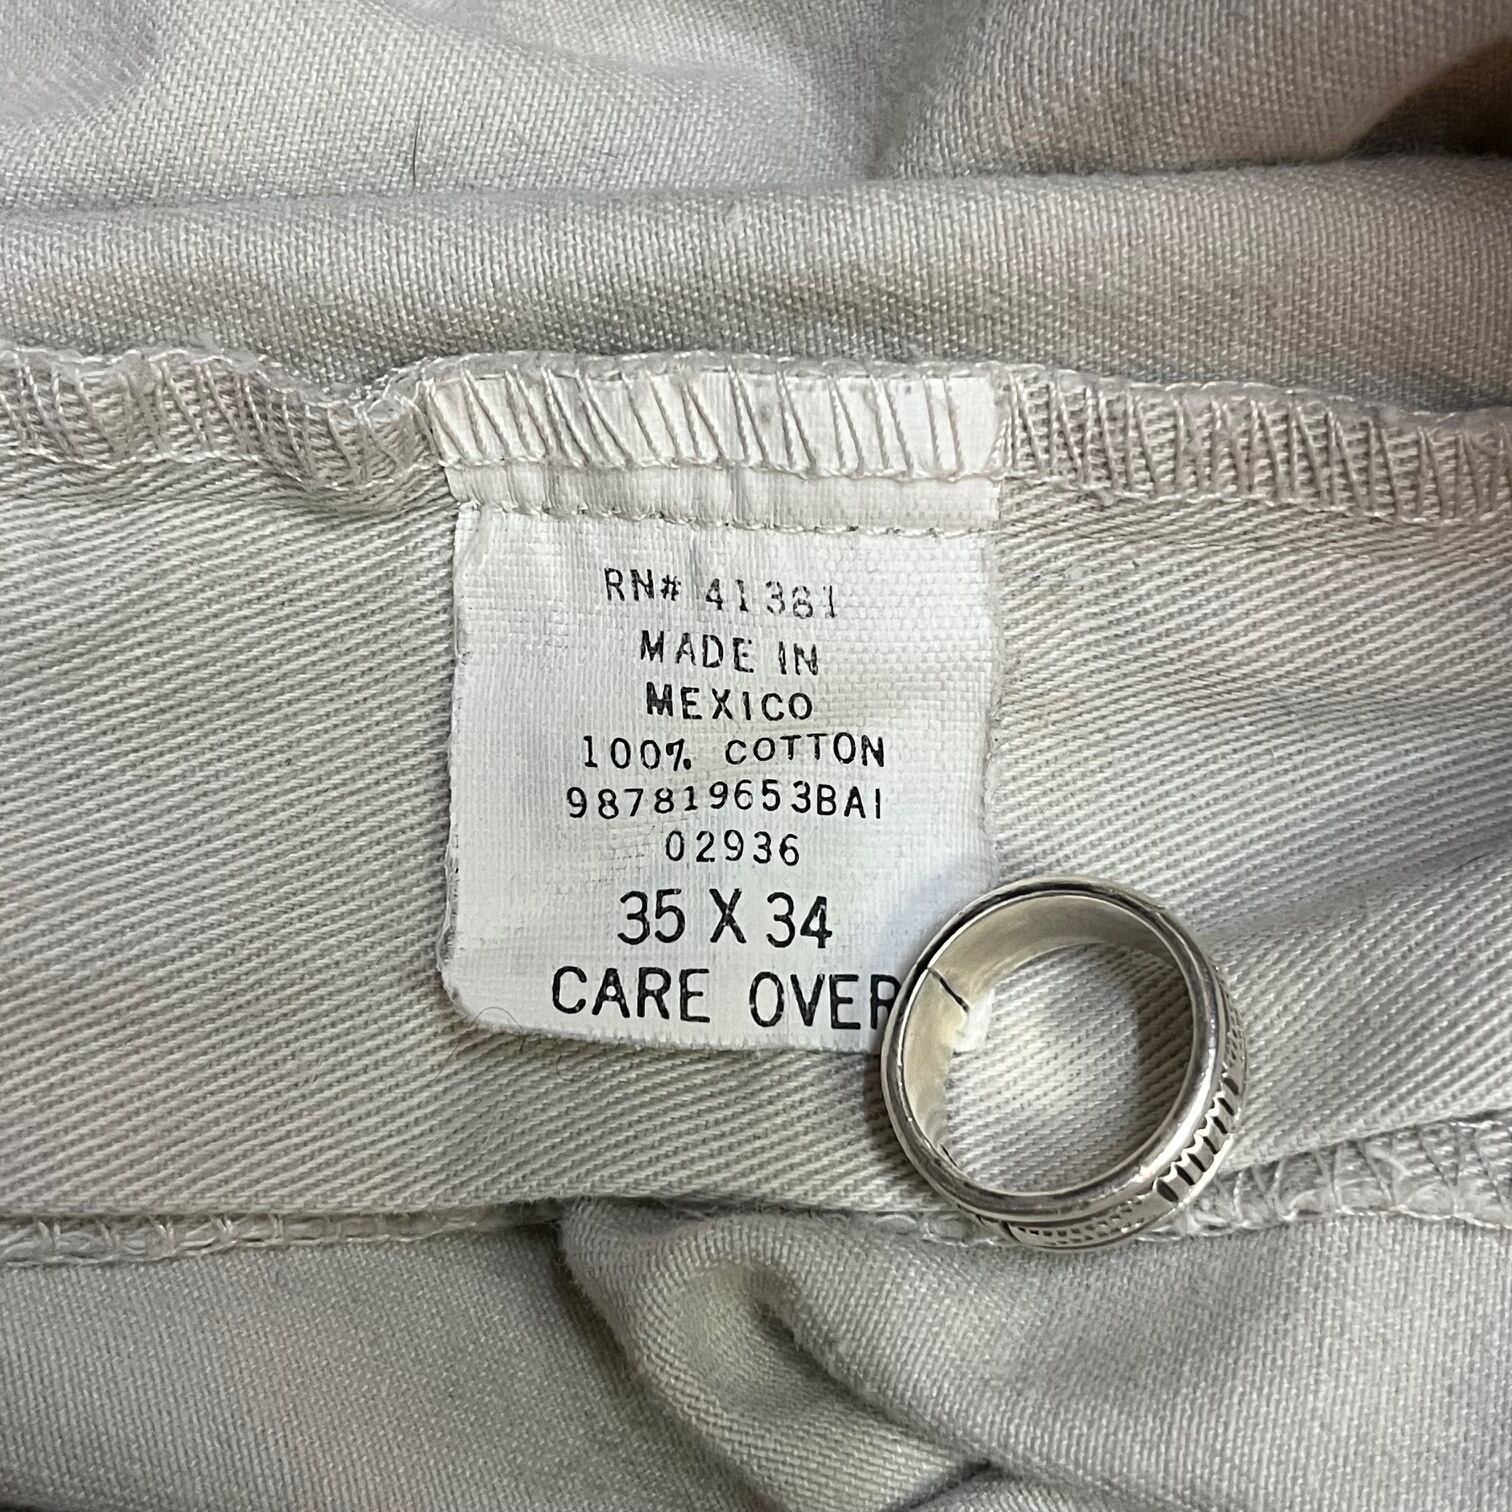 RN# 41381
MADE IN
MEXICO
100% COTTON
987819653BAI
02936
35 X 34
CARE OVER